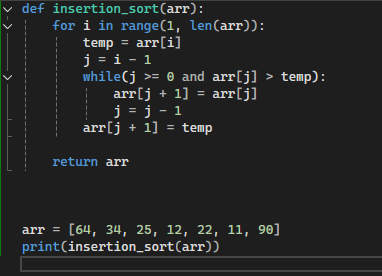 def insertion_sort(arr):
    for i in range(1, len(arr)):
        temp = arr[i]
        j = i - 1
        while(j >= 0 and arr[j] > temp):
            arr[j + 1] = arr[j]
            j = j - 1
        arr[j + 1] = temp

    return arr


arr = [64, 34, 25, 12, 22, 11, 90]
print(insertion_sort(arr))